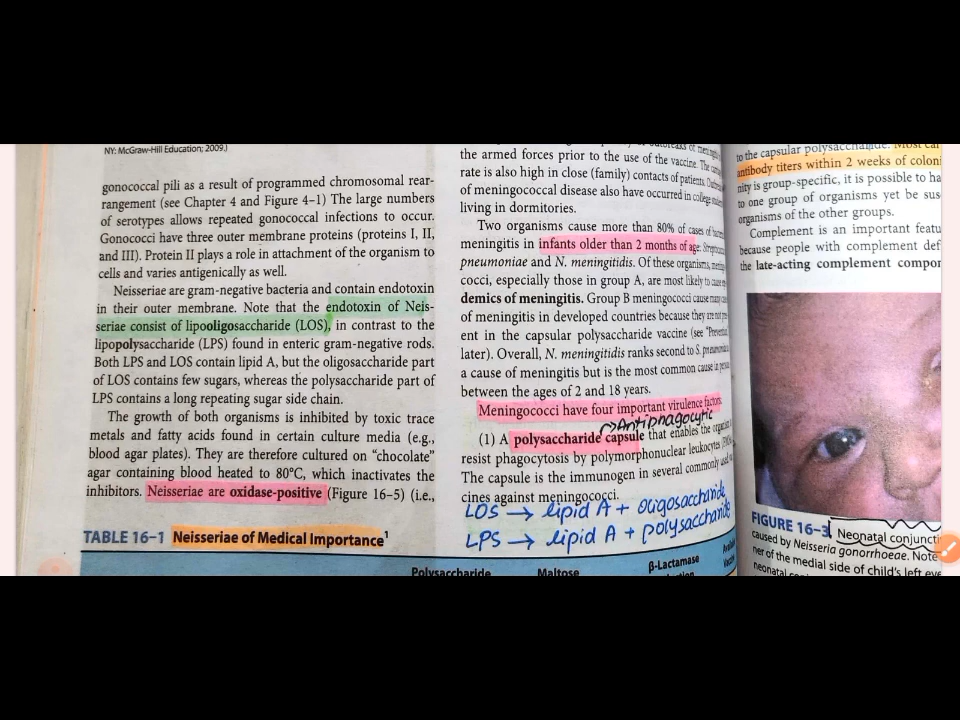 NY: McGraw-Hill Education; 2009.)
gonococcal pili as a result of programmed chromosomal rear-
rangement (see Chapter 4 and Figure 4–1) The large numbers
of serotypes allows repeated gonococcal infections to occur.
Gonococci have three outer membrane proteins (proteins I, II,
and III). Protein II plays a role in attachment of the organism to
cells and varies antigenically as well.
Neisseriae are gram-negative bacteria and contain endotoxin
in their outer membrane. Note that the endotoxin of Neis-
seriae consist of lipooligosaccharide (LOS), in contrast to the
lipopolysaccharide (LPS) found in enteric gram-negative rods.
Both LPS and LOS contain lipid A, but the oligosaccharide part
of LOS contains few sugars, whereas the polysaccharide part of
LPS contains a long repeating sugar side chain.
The growth of both organisms is inhibited by toxic trace
metals and fatty acids found in certain culture media (e.g.,
blood agar plates). They are therefore cultured on “chocolate”
agar containing blood heated to 80°C, which inactivates the
inhibitors. Neisseriae are oxidase-positive (Figure 16–5) (i.e.,
TABLE 16–1 Neisseriae of Medical Importance¹
Polysaccharide Maltose β-Lactamase
outbreaks of
the armed forces prior to the use of the vaccine. The
rate is also high in close (family) contacts of patients.
of meningococcal disease also have occurred in college
living in dormitories.
Two organisms cause more than 80% of cases of
meningitis in infants older than 2 months of age:
pneumoniae and N. meningitidis. Of these organisms,
cocci, especially those in group A, are most likely to cause
demics of meningitis. Group B meningococci cause many
of meningitis in developed countries because they are not
ent in the capsular polysaccharide vaccine (see
later). Overall, N. meningitidis ranks second to S.
a cause of meningitis but is the most common cause in
between the ages of 2 and 18 years.
Meningococci have four important virulence factors:
Antiphagocytic
(1) A polysaccharide capsule that enables the
resist phagocytosis by polymorphonuclear leukocytes
The capsule is the immunogen in several commonly
cines against meningococci.
LOS → lipid A + oligosaccharide
LPS → lipid A + polysaccharide
to the capsular polysaccharide. Most
antibody titers within 2 weeks of coloni
nity is group-specific, it is possible to ha
to one group of organisms yet be sus
organisms of the other groups.
Complement is an important featu
because people with complement def
the late-acting complement compon
FIGURE 16–3 Neonatal conjuncti
caused by Neisseria gonorrhoeae. Note
ner of the medial side of child’s left eye
neonatal